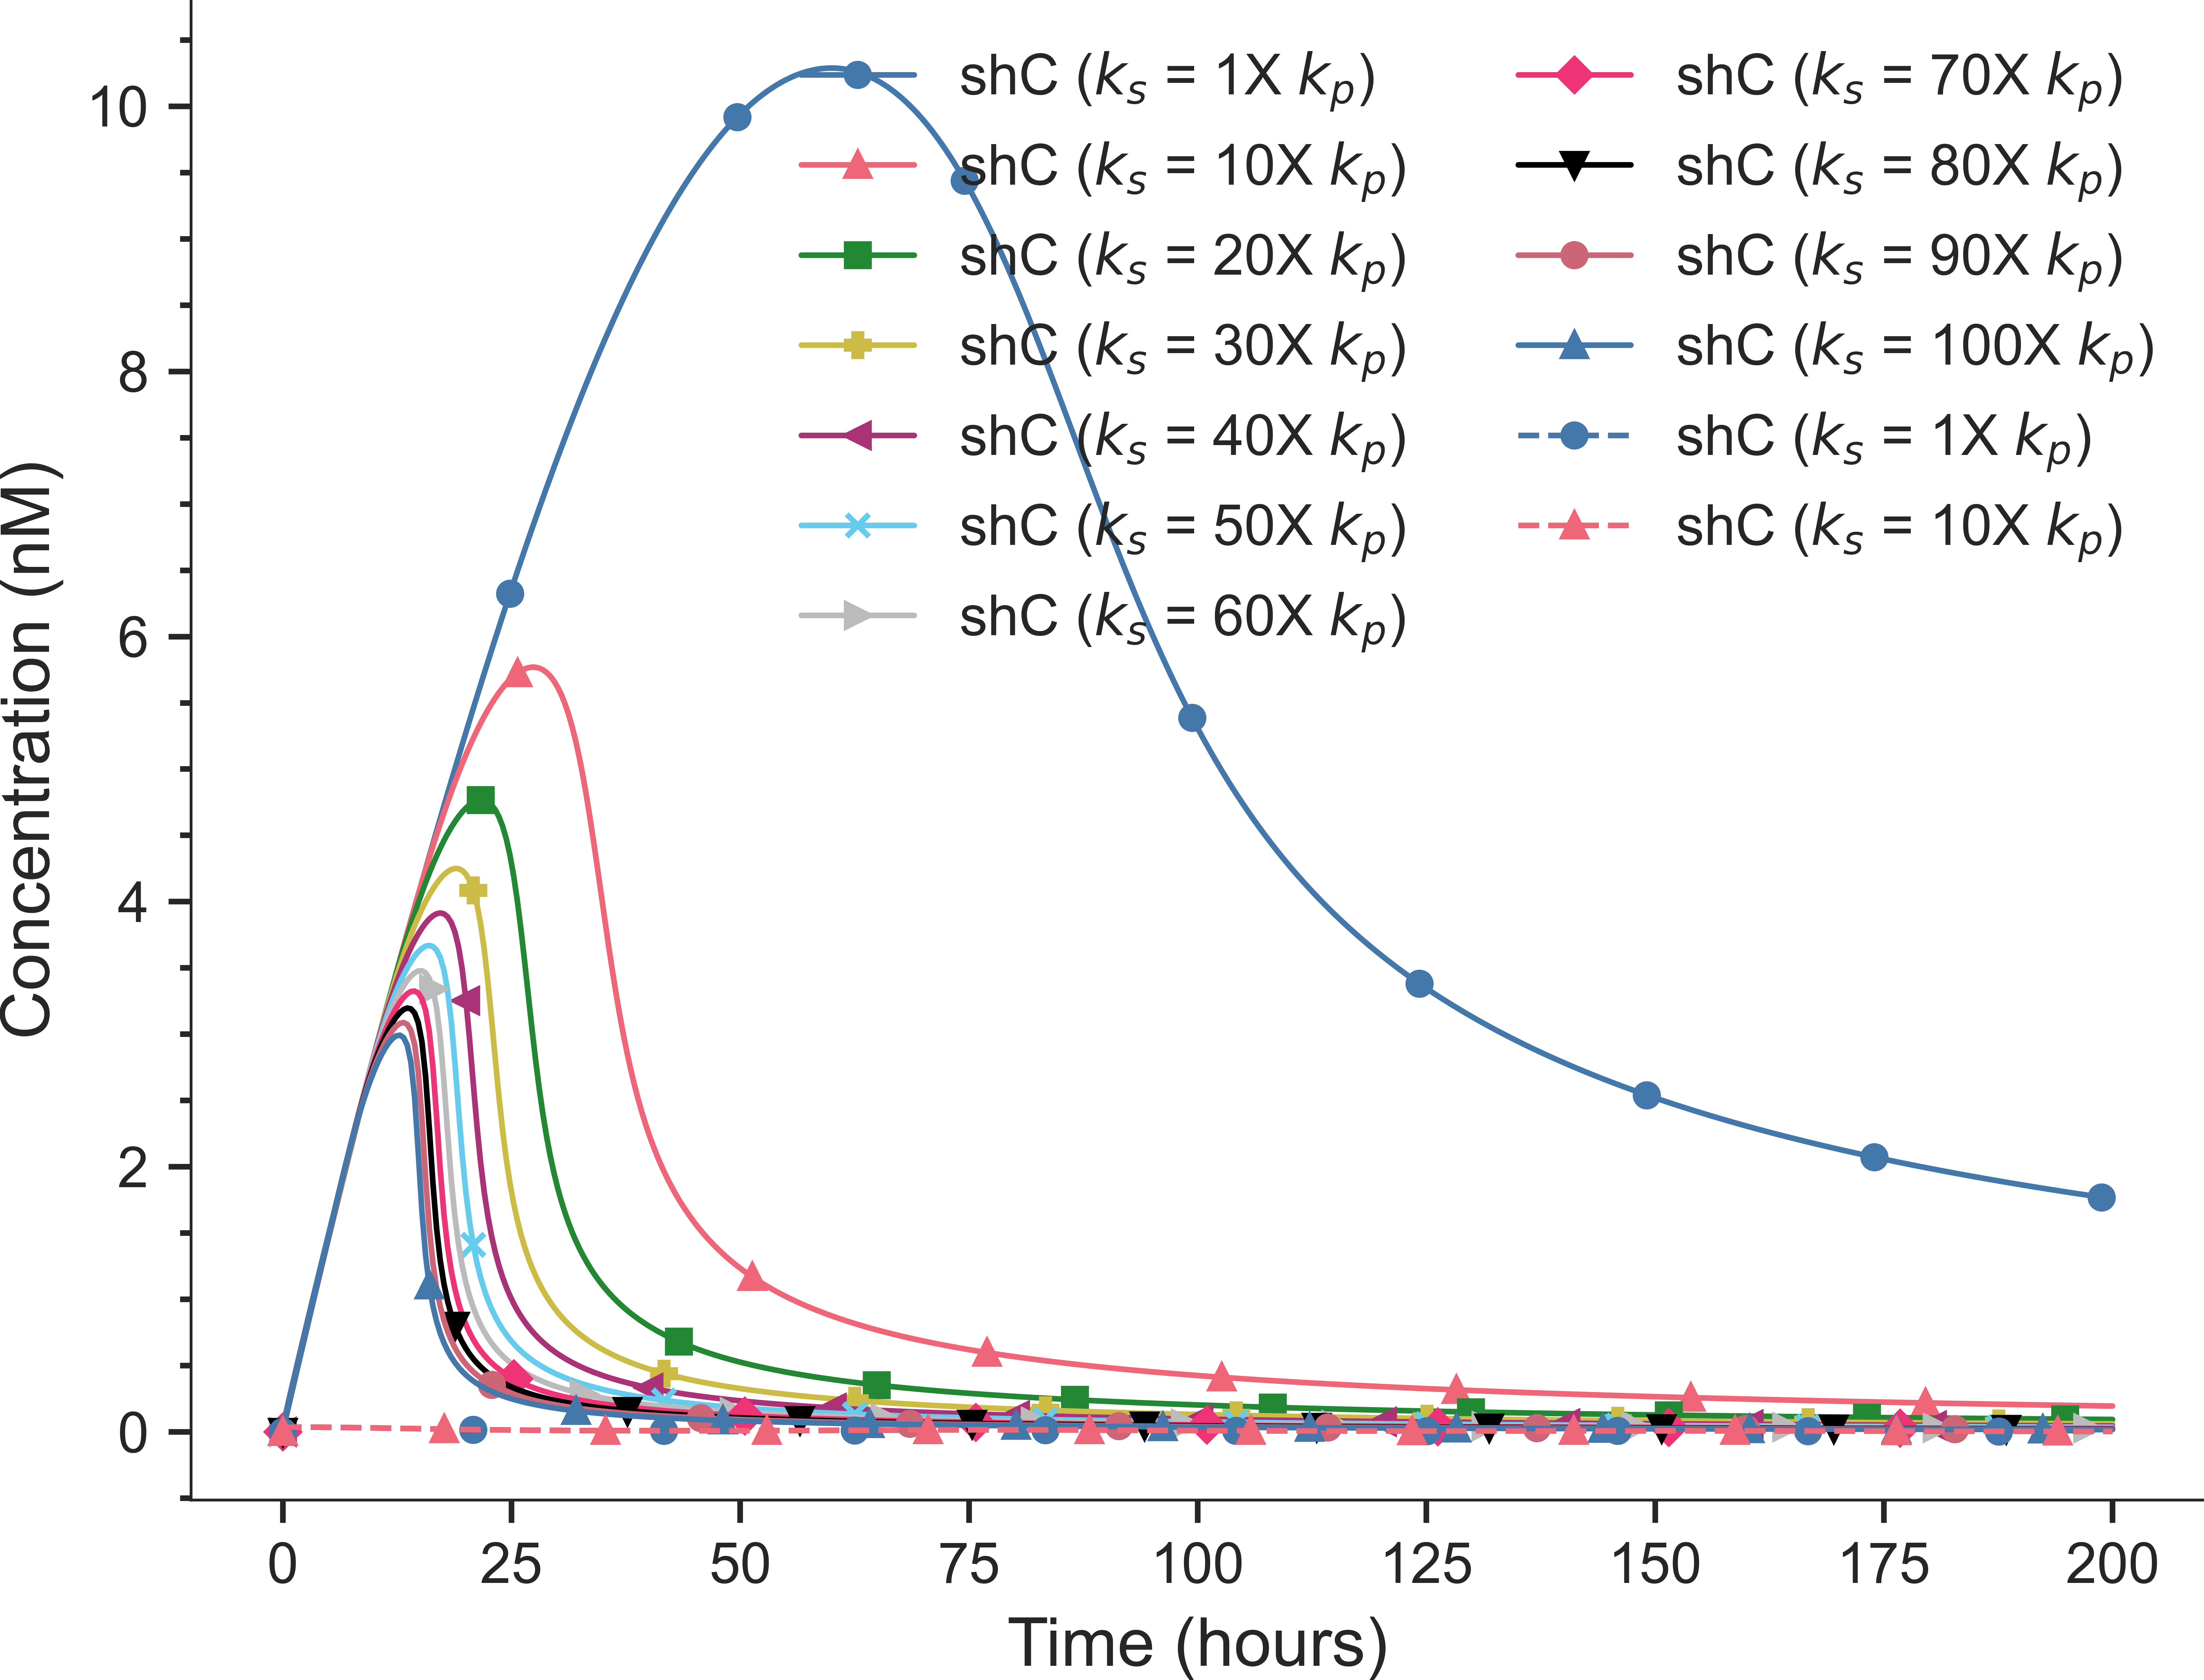 Concentration (nM)
10
8
6
4
2
0
shC (ks = 1X kp)
shC (ks = 10X kp)
shC (ks = 20X kp)
shC (ks = 30X kp)
shC (ks = 40X kp)
shC (ks = 50X kp)
shC (ks = 60X kp)
shC (ks = 70X kp)
shC (ks = 80X kp)
shC (ks = 90X kp)
shC (ks = 100X kp)
shC (ks = 1X kp)
shC (ks = 10X kp)
0 25 50 75 100 125 150 175 200
Time (hours)